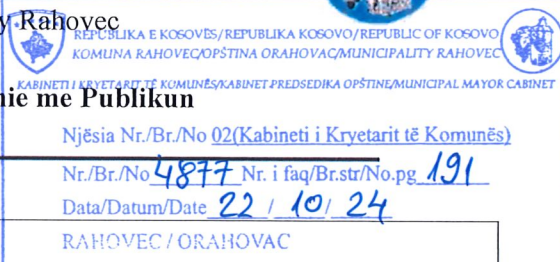 y Rahovec
REPUBLIKA E KOSOVËS/REPUBLIKA KOSOVO/REPUBLIC OF KOSOVO
KOMUNA RAHOVEC/OPŠTINA ORAHOVAC/MUNICIPALITY RAHOVEC
KABINETI I KRYETARIT TË KOMUNËS/KABINET PREDSEDIKA OPŠTINE/MUNICIPAL MAYOR CABINET
nie me Publikun
Njësia Nr./Br./No 02(Kabineti i Kryetarit të Komunës)
Nr./Br./No 4877 Nr. i faq/Br.str/No.pg 191
Data/Datum/Date 22 / 10 / 24
RAHOVEC / ORAHOVAC